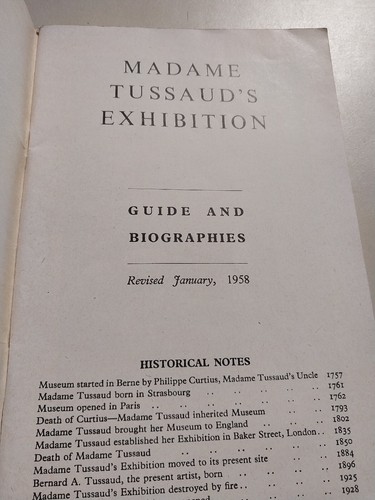 MADAME
TUSSAUD'S
EXHIBITION
GUIDE AND
BIOGRAPHIES
Revised January, 1958
HISTORICAL NOTES
Museum started in Berne by Philippe Curtius, Madame Tussaud's Uncle 1757
Madame Tussaud born in Strasbourg .. .. .. .. 1761
Museum opened in Paris .. .. .. .. .. .. 1762
Death of Curtius—Madame Tussaud inherited Museum .. .. 1793
Madame Tussaud brought her Museum to England .. .. 1802
Madame Tussaud established her Exhibition in Baker Street, London .. 1835
Death of Madame Tussaud .. .. .. .. .. 1850
Madame Tussaud's Exhibition moved to its present site .. .. 1884
Bernard A. Tussaud, the present artist, born .. .. .. 1896
Madame Tussaud's Exhibition destroyed by fire .. .. .. 1925
1928